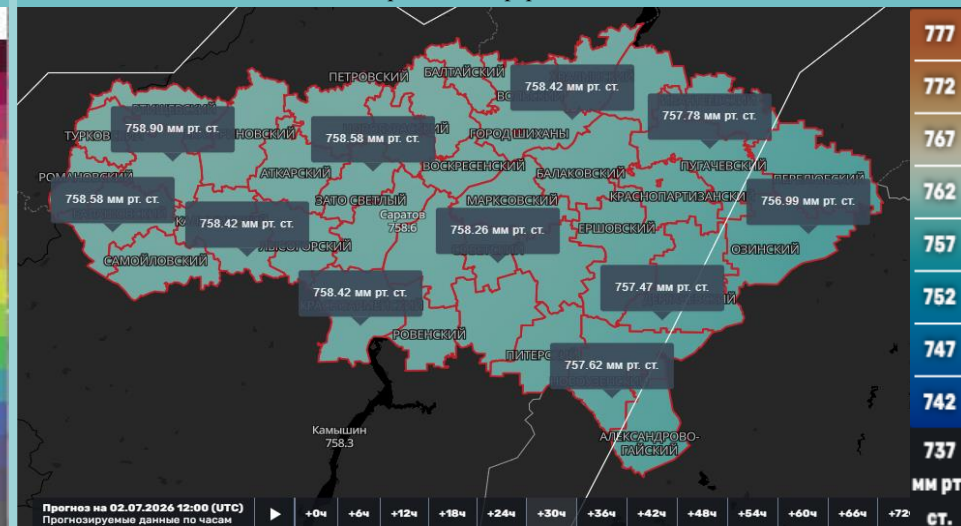 777
772
767
762
757
752
747
742
737
мм рт
ст.
ПЕТРОВСКИЙ
БАЛТАЙСКИЙ
758.42 мм рт. ст.
757.78 мм рт. ст.
758.90 мм рт. ст.
758.58 мм рт. ст.
ГОРОД ШИХАНЫ
АТКАРСКИЙ
ВОСКРЕСЕНСКИЙ
БАЛАКОВСКИЙ
ПУГАЧЕВСКИЙ
758.58 мм рт. ст.
ЗАТО СВЕТЛЫЙ
МАРКСОВСКИЙ
КРАСНОПАРТИЗАНСКИ
756.99 мм рт. ст.
Саратов
758.6
758.42 мм рт. ст.
758.26 мм рт. ст.
ЕРШОВСКИЙ
ОЗИНСКИЙ
САМОЙЛОВСКИЙ
758.42 мм рт. ст.
757.47 мм рт. ст.
РОВЕНСКИЙ
757.62 мм рт. ст.
Камышин
758.3
АЛЕКСАНДРОВО-
ГАЙСКИЙ
Прогноз на 02.07.2026 12:00 (UTC)
Прогнозируемые данные по часам
+0ч +6ч +12ч +18ч +24ч +30ч +36ч +42ч +48ч +54ч +60ч +66ч +72